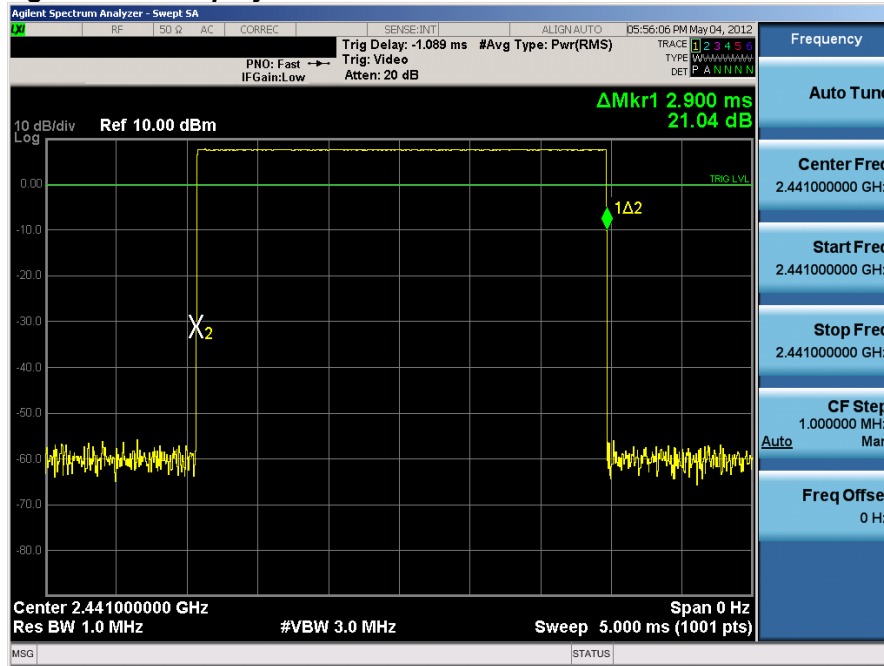 Agilent Spectrum Analyzer - Swept SA
LXI RF 50 Ω AC CORREC SENSE:INT ALIGN AUTO 05:56:06 PM May 04, 2012
Trig Delay: -1.089 ms #Avg Type: Pwr(RMS) TRACE 1 2 3 4 5 6
PNO: Fast Trig: Video TYPE WWWWWWW
IFGain:Low Atten: 20 dB DET P A N N N N
Frequency
ΔMkr1 2.900 ms
21.04 dB
10 dB/div Ref 10.00 dBm
Log
0.00
-10.0
-20.0
-30.0
-40.0
-50.0
-60.0
-70.0
-80.0
TRIG LVL
1Δ2
X2
Center 2.441000000 GHz Span 0 Hz
Res BW 1.0 MHz #VBW 3.0 MHz Sweep 5.000 ms (1001 pts)
MSG STATUS
Auto Tune
Center Freq
2.441000000 GHz
Start Freq
2.441000000 GHz
Stop Freq
2.441000000 GHz
CF Step
1.000000 MHz
Auto Man
Freq Offset
0 Hz